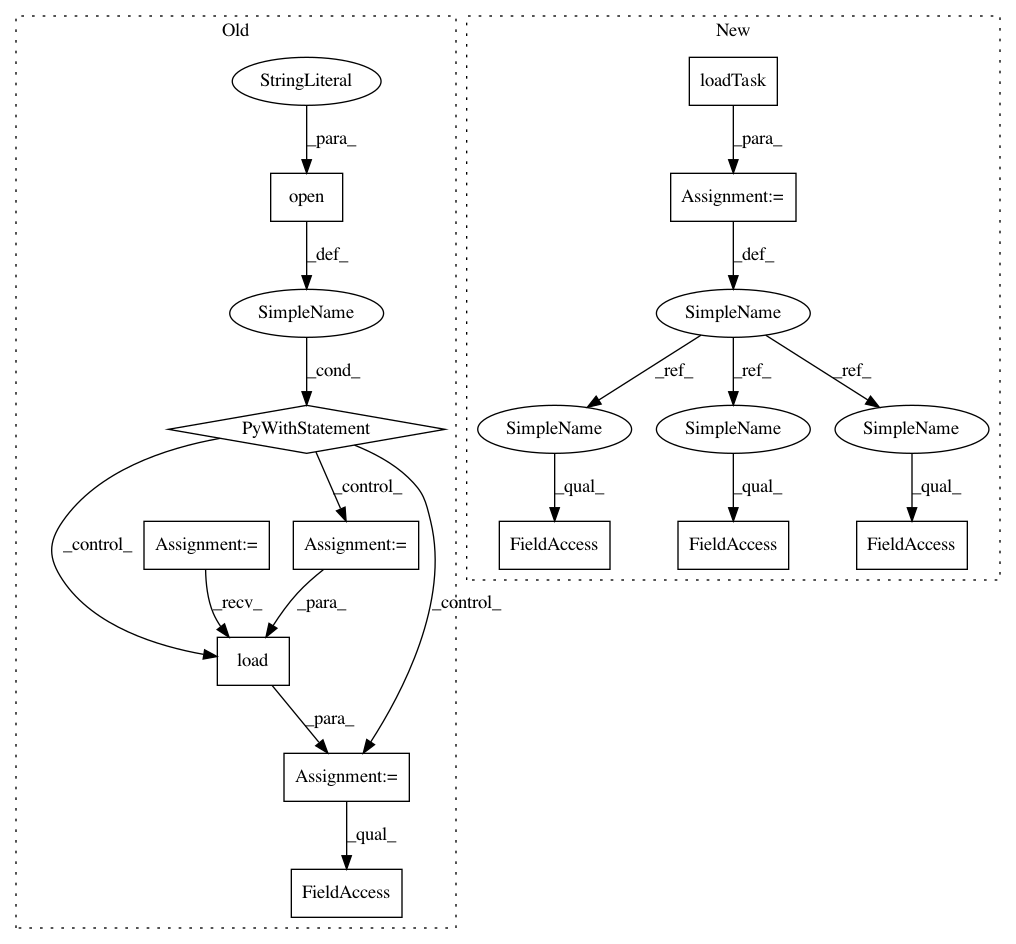 Old
New
StringLiteral
loadTask
_para_
_para_
open
Assignment:=
_def_
_def_
SimpleName
SimpleName
_cond_
_ref_
_ref_
_ref_
PyWithStatement
SimpleName
SimpleName
SimpleName
_control_
_qual_
_qual_
_qual_
_control_
Assignment:=
Assignment:=
FieldAccess
FieldAccess
FieldAccess
_recv_
_para_
_control_
load
_para_
Assignment:=
_qual_
FieldAccess